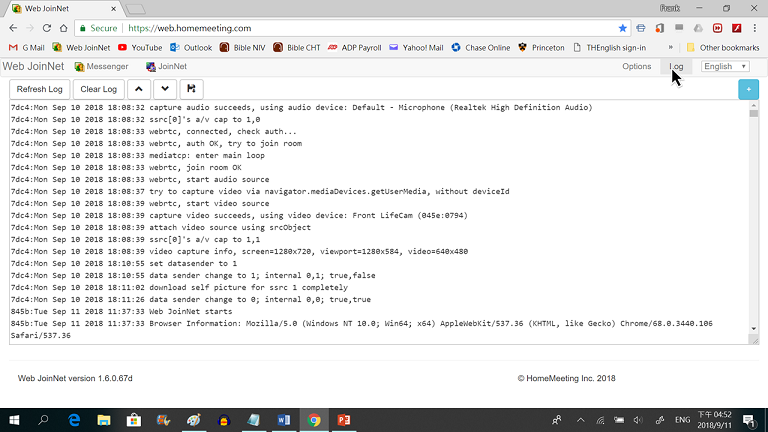 Web JoinNet
Frank
Secure | https://web.homemeeting.com
G Mail Web JoinNet YouTube Outlook Bible NIV Bible CHT ADP Payroll Yahoo! Mail Chase Online Princeton THEnglish sign-in » Other bookmarks
Web JoinNet Messenger JoinNet Options Log English
Refresh Log Clear Log +
7dc4:Mon Sep 10 2018 18:08:32 capture audio succeeds, using audio device: Default - Microphone (Realtek High Definition Audio)
7dc4:Mon Sep 10 2018 18:08:32 ssrc[0]'s a/v cap to 1,0
7dc4:Mon Sep 10 2018 18:08:33 webrtc, connected, check auth...
7dc4:Mon Sep 10 2018 18:08:33 webrtc, auth OK, try to join room
7dc4:Mon Sep 10 2018 18:08:33 mediatcp: enter main loop
7dc4:Mon Sep 10 2018 18:08:33 webrtc, join room OK
7dc4:Mon Sep 10 2018 18:08:33 webrtc, start audio source
7dc4:Mon Sep 10 2018 18:08:37 try to capture video via navigator.mediaDevices.getUserMedia, without deviceId
7dc4:Mon Sep 10 2018 18:08:39 webrtc, start video source
7dc4:Mon Sep 10 2018 18:08:39 capture video succeeds, using video device: Front LifeCam (045e:0794)
7dc4:Mon Sep 10 2018 18:08:39 attach video source using srcObject
7dc4:Mon Sep 10 2018 18:08:39 ssrc[0]'s a/v cap to 1,1
7dc4:Mon Sep 10 2018 18:08:39 video capture info, screen=1280x720, viewport=1280x584, video=640x480
7dc4:Mon Sep 10 2018 18:10:55 set datasender to 1
7dc4:Mon Sep 10 2018 18:10:55 data sender change to 1; internal 0,1; true,false
7dc4:Mon Sep 10 2018 18:11:02 download self picture for ssrc 1 completely
7dc4:Mon Sep 10 2018 18:11:26 data sender change to 0; internal 0,0; true,true
845b:Tue Sep 11 2018 11:37:33 Web JoinNet starts
845b:Tue Sep 11 2018 11:37:33 Browser Information: Mozilla/5.0 (Windows NT 10.0; Win64; x64) AppleWebKit/537.36 (KHTML, like Gecko) Chrome/68.0.3440.106
Safari/537.36
Web JoinNet version 1.6.0.67d © HomeMeeting Inc. 2018
ENG 下午 04:52
2018/9/11